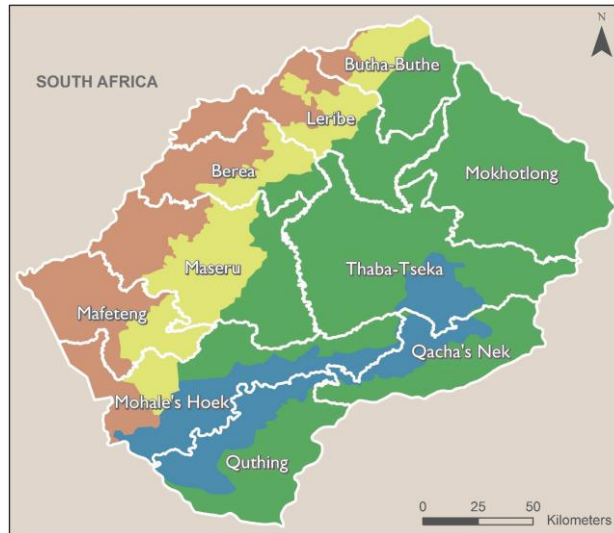 N
SOUTH AFRICA
Butha-Buthe
Leribe
Berea
Mokhotlong
Maseru
Thaba-Tseka
Mafeteng
Qacha's Nek
Mohale's Hoek
Quthing
0 25 50
Kilometers